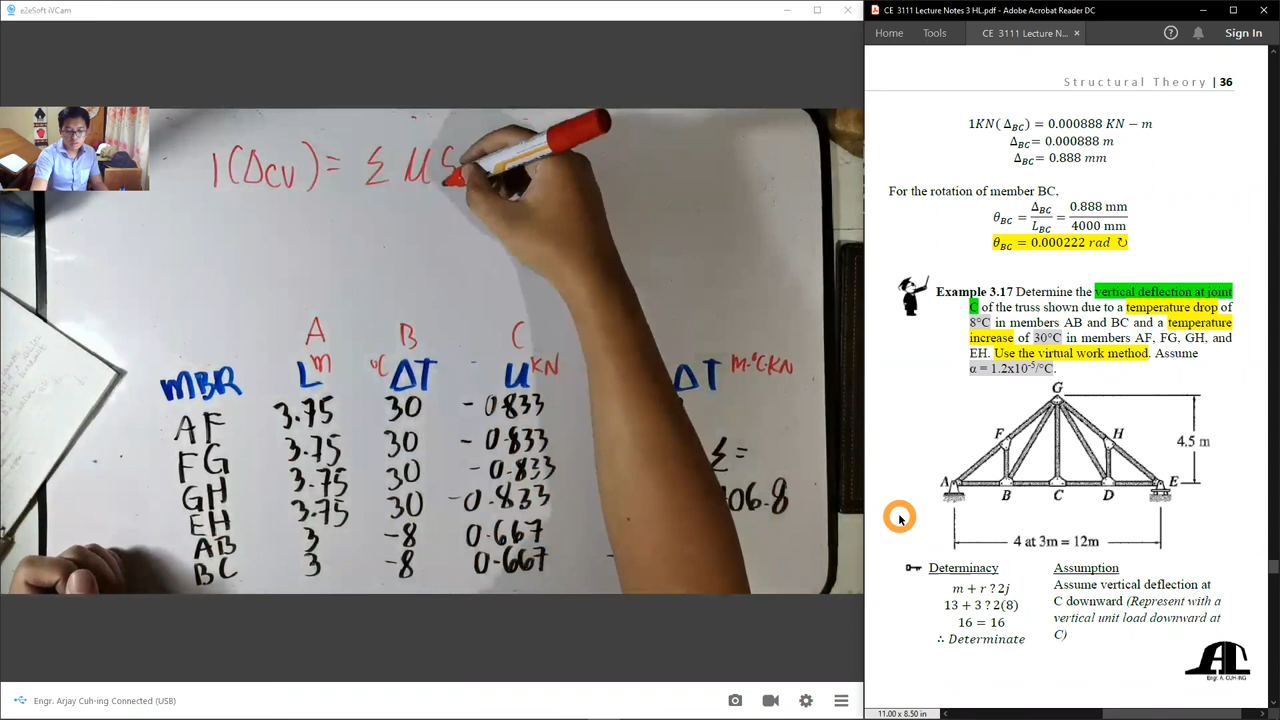 e2eSoft iVCam
1(ΔCV) = Σ u
A B C
m °C KN m·°C·KN
MBR L ΔT u ΔT
AF 3.75 30 -0.833
FG 3.75 30 -0.833 Σ =
GH 3.75 30 -0.833
EH 3.75 30 -0.833 06.8
AB 3 -8 0.667
BC 3 -8 0.667
Engr. Arjay Cuh-ing Connected (USB)
CE 3111 Lecture Notes 3 HL.pdf - Adobe Acrobat Reader DC
Home Tools CE 3111 Lecture N... × Sign In
Structural Theory | 36
1KN( Δ_BC) = 0.000888 KN − m
Δ_BC= 0.000888 m
Δ_BC= 0.888 mm
For the rotation of member BC,
θ_BC = Δ_BC / L_BC = 0.888 mm / 4000 mm
θ_BC = 0.000222 rad ↻
Example 3.17 Determine the vertical deflection at joint
C of the truss shown due to a temperature drop of
8°C in members AB and BC and a temperature
increase of 30°C in members AF, FG, GH, and
EH. Use the virtual work method. Assume
α = 1.2x10⁻⁵/°C.
G
F H
4.5 m
A B C D E
4 at 3m = 12m
Determinacy
m + r ? 2j
13 + 3 ? 2(8)
16 = 16
∴ Determinate
Assumption
Assume vertical deflection at
C downward (Represent with a
vertical unit load downward at
C)
Engr. A. CUH-ING
11.00 x 8.50 in